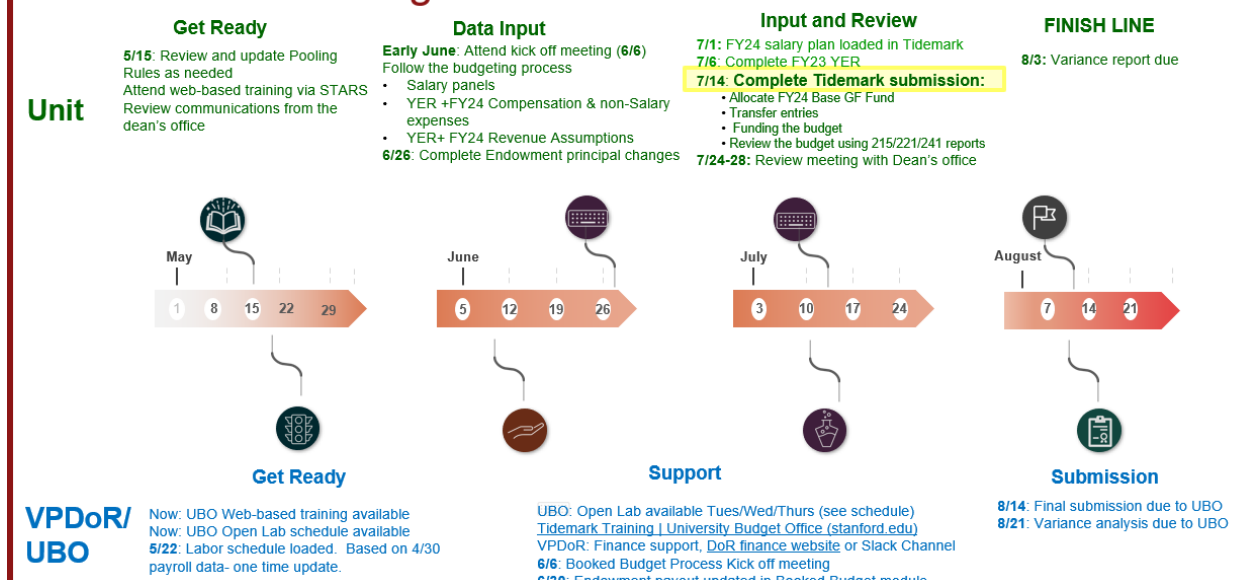 Get Ready
5/15: Review and update Pooling
Rules as needed
Attend web-based training via STARS
Review communications from the
dean's office
Data Input
Early June: Attend kick off meeting (6/6)
Follow the budgeting process
• Salary panels
• YER +FY24 Compensation & non-Salary
expenses
• YER+ FY24 Revenue Assumptions
6/26: Complete Endowment principal changes
Input and Review
7/1: FY24 salary plan loaded in Tidemark
7/6: Complete FY23 YER
7/14: Complete Tidemark submission:
• Allocate FY24 Base GF Fund
• Transfer entries
• Funding the budget
• Review the budget using 215/221/241 reports
7/24-28: Review meeting with Dean's office
FINISH LINE
8/3: Variance report due
Unit
May
1 8 15 22 29
June
5 12 19 26
July
3 10 17 24
August
7 14 21
Get Ready
Support
Submission
VPDoR/
UBO
Now: UBO Web-based training available
Now: UBO Open Lab schedule available
5/22: Labor schedule loaded. Based on 4/30
payroll data- one time update.
UBO: Open Lab available Tues/Wed/Thurs (see schedule)
Tidemark Training | University Budget Office (stanford.edu)
VPDoR: Finance support, DoR finance website or Slack Channel
6/6: Booked Budget Process Kick off meeting
6/30: Endowment payout updated in Booked Budget module
8/14: Final submission due to UBO
8/21: Variance analysis due to UBO